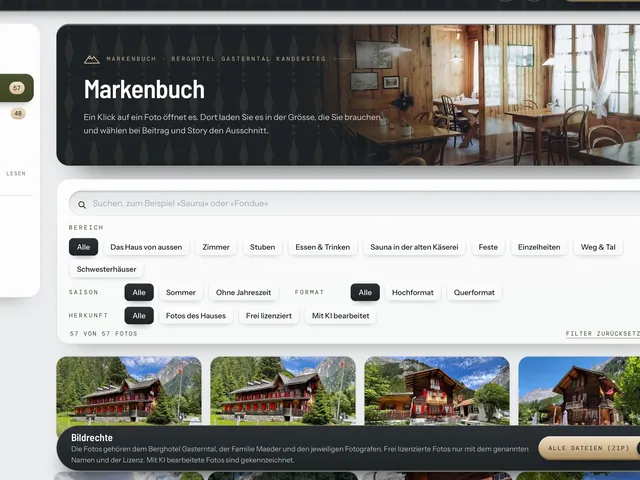 57
48
LESEN
MARKENBUCH · BERGHOTEL GASTERNTAL KANDERSTEG
Markenbuch
Ein Klick auf ein Foto öffnet es. Dort laden Sie es in der Grösse, die Sie brauchen,
und wählen bei Beitrag und Story den Ausschnitt.
Suchen, zum Beispiel «Sauna» oder «Fondue»
BEREICH
Alle Das Haus von aussen Zimmer Stuben Essen & Trinken Sauna in der alten Käserei Feste Einzelheiten Weg & Tal
Schwesterhäuser
SAISON Alle Sommer Ohne Jahreszeit FORMAT Alle Hochformat Querformat
HERKUNFT Alle Fotos des Hauses Frei lizenziert Mit KI bearbeitet
57 VON 57 FOTOS FILTER ZURÜCKSETZ
Bildrechte
Die Fotos gehören dem Berghotel Gasterntal, der Familie Maeder und den jeweiligen Fotografen. Frei lizenzierte Fotos nur mit dem genannten
Namen und der Lizenz. Mit KI bearbeitete Fotos sind gekennzeichnet.
ALLE DATEIEN (ZIP)